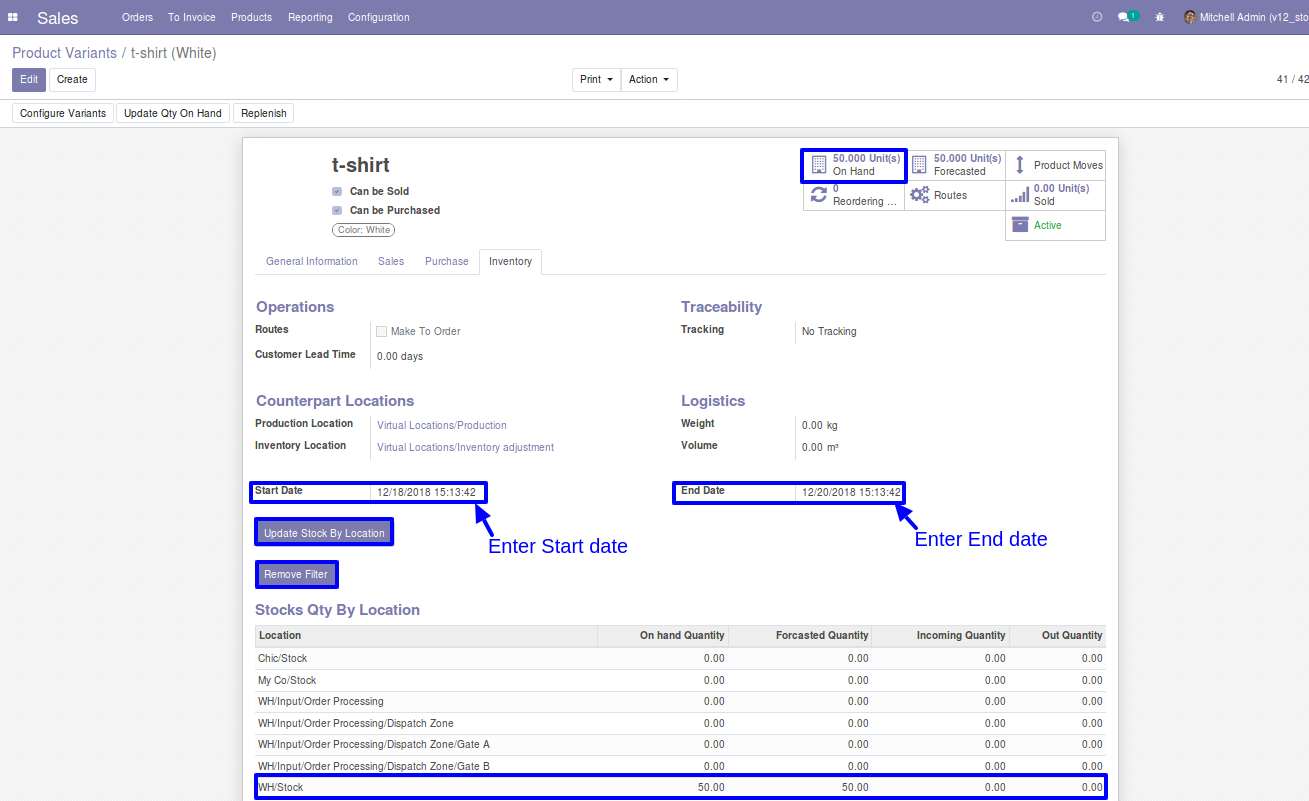 Sales Orders To Invoice Products Reporting Configuration 1 Mitchell Admin (v12_sto
Product Variants / t-shirt (White)
Edit Create Print Action 41 / 42
Configure Variants Update Qty On Hand Replenish
t-shirt
Can be Sold
Can be Purchased
Color: White
50.000 Unit(s)
On Hand
50.000 Unit(s)
Forecasted
Product Moves
0
Reordering ...
Routes
0.00 Unit(s)
Sold
Active
General Information Sales Purchase Inventory
Operations
Routes Make To Order
Customer Lead Time 0.00 days
Traceability
Tracking No Tracking
Counterpart Locations
Production Location Virtual Locations/Production
Inventory Location Virtual Locations/Inventory adjustment
Logistics
Weight 0.00 kg
Volume 0.00 m³
Start Date 12/18/2018 15:13:42
End Date 12/20/2018 15:13:42
Update Stock By Location
Enter Start date
Enter End date
Remove Filter
Stocks Qty By Location
Location On hand Quantity Forcasted Quantity Incoming Quantity Out Quantity
Chic/Stock 0.00 0.00 0.00 0.00
My Co/Stock 0.00 0.00 0.00 0.00
WH/Input/Order Processing 0.00 0.00 0.00 0.00
WH/Input/Order Processing/Dispatch Zone 0.00 0.00 0.00 0.00
WH/Input/Order Processing/Dispatch Zone/Gate A 0.00 0.00 0.00 0.00
WH/Input/Order Processing/Dispatch Zone/Gate B 0.00 0.00 0.00 0.00
WH/Stock 50.00 50.00 0.00 0.00